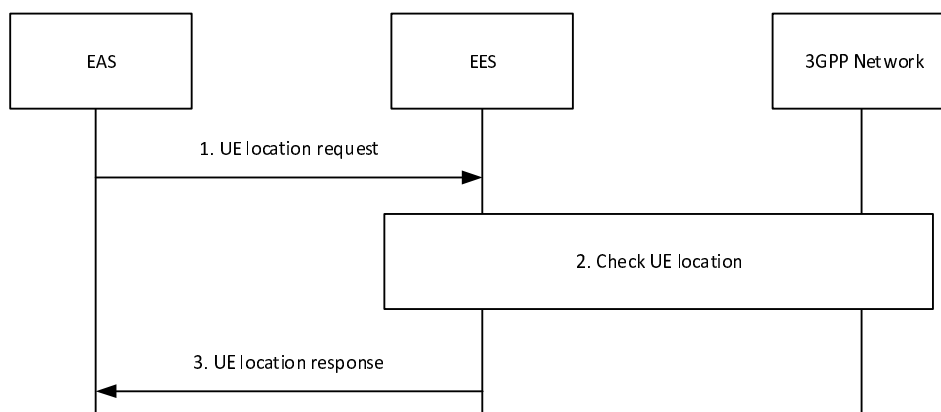 EAS
EES
3GPP Network
1. UE location request
2. Check UE location
3. UE location response